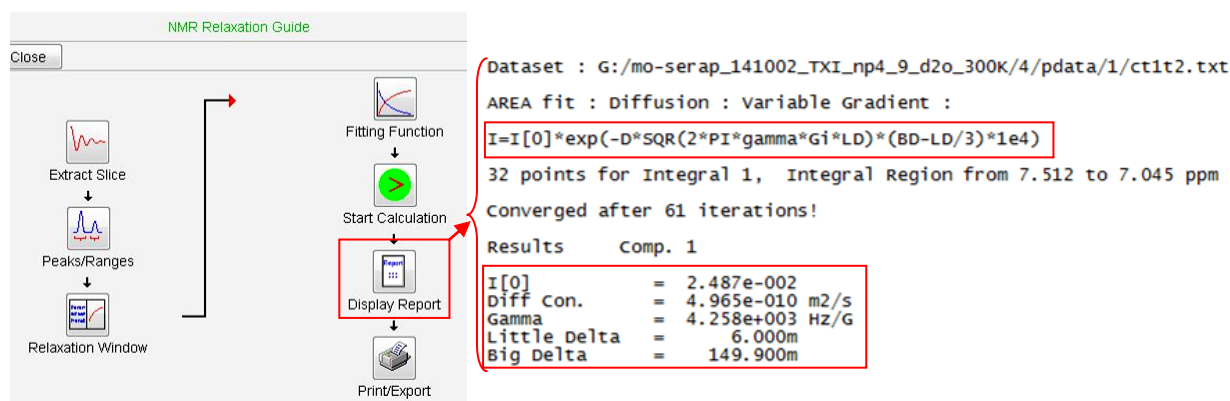 NMR Relaxation Guide
Close
Extract Slice
Peaks/Ranges
Relaxation Window
Fitting Function
Start Calculation
Report
Display Report
Print/Export
Dataset : G:/mo-serap_141002_TXI_np4_9_d2o_300K/4/pdata/1/ct1t2.txt
AREA fit : Diffusion : Variable Gradient :
I=I[0]*exp(-D*SQR(2*PI*gamma*Gi*LD)*(BD-LD/3)*1e4)
32 points for Integral 1, Integral Region from 7.512 to 7.045 ppm
Converged after 61 iterations!
Results Comp. 1
I[0] = 2.487e-002
Diff Con. = 4.965e-010 m2/s
Gamma = 4.258e+003 Hz/G
Little Delta = 6.000m
Big Delta = 149.900m